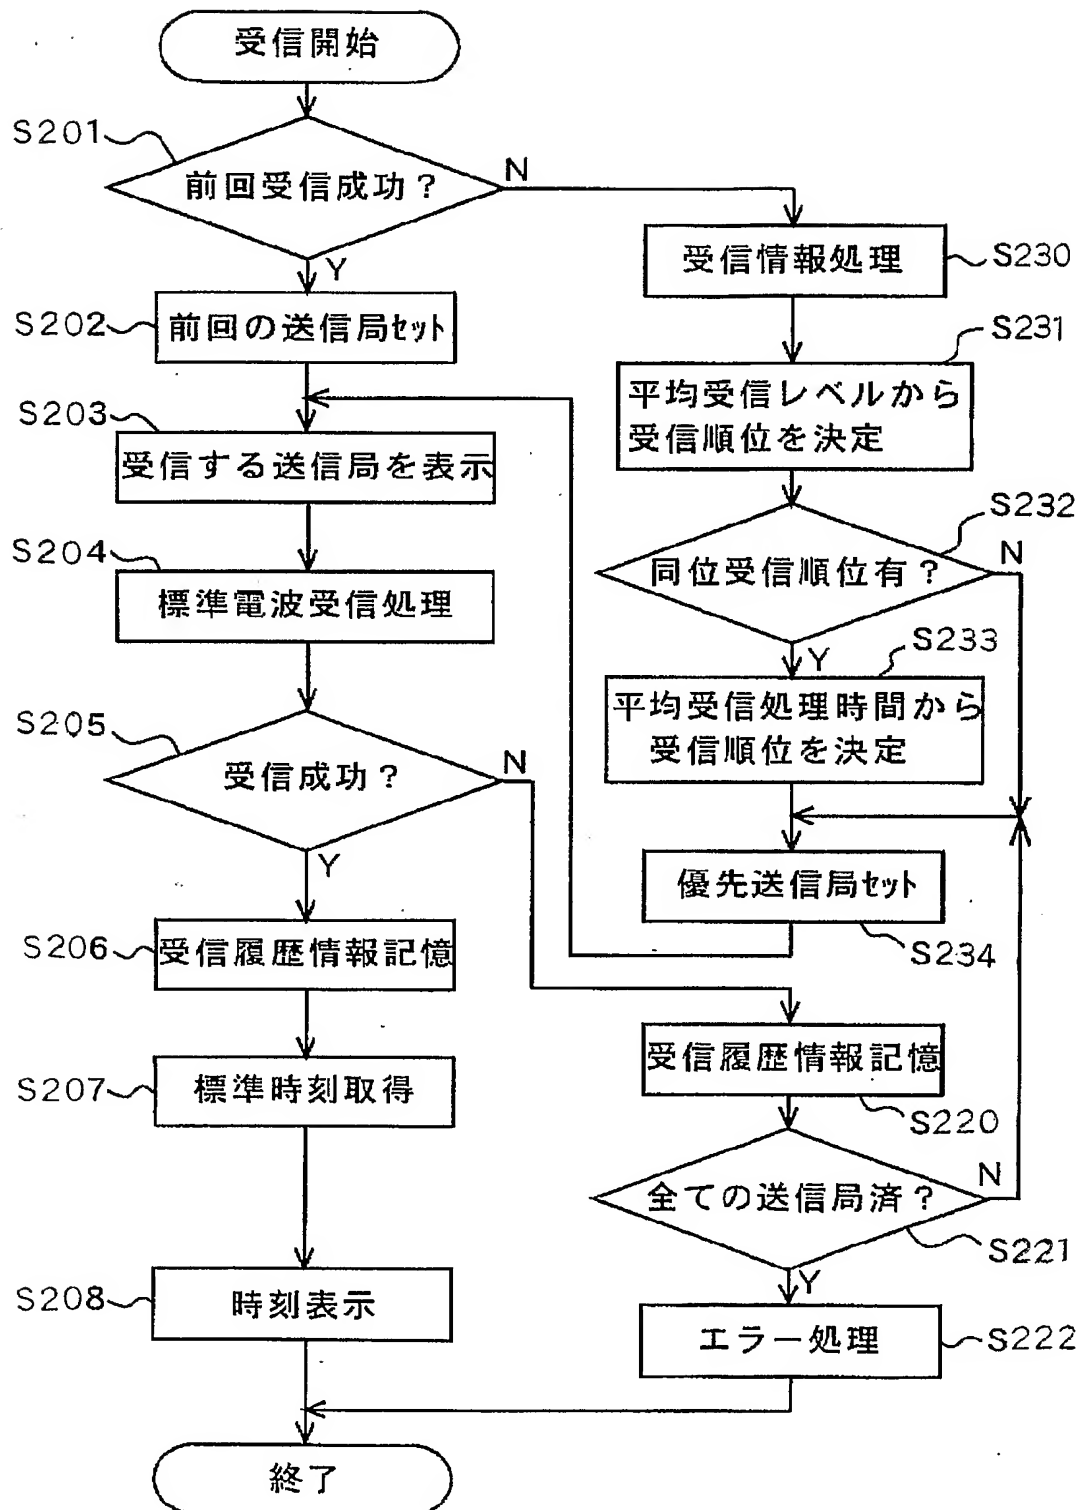 受信開始
S201
前回受信成功?
N
Y
S202
前回の送信局セット
S203
受信する送信局を表示
S204
標準電波受信処理
S205
受信成功?
N
Y
S206
受信履歴情報記憶
S207
標準時刻取得
S208
時刻表示
終了
受信情報処理
S230
S231
平均受信レベルから
受信順位を決定
S232
同位受信順位有?
N
Y
S233
平均受信処理時間から
受信順位を決定
優先送信局セット
S234
受信履歴情報記憶
S220
全ての送信局済?
N
S221
Y
エラー処理
S222